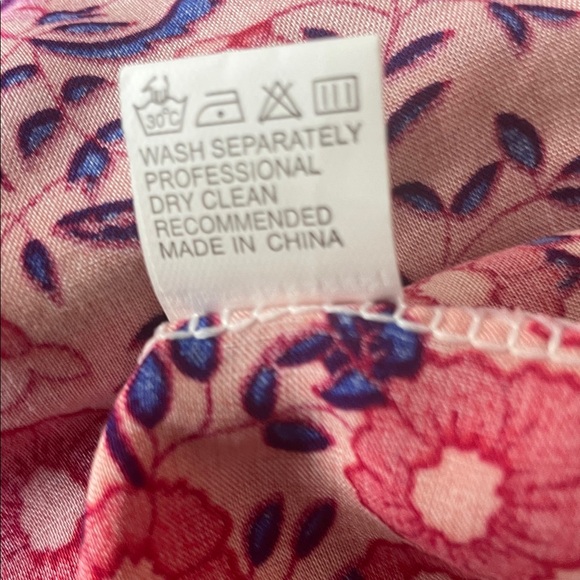 30°C
WASH SEPARATELY
PROFESSIONAL
DRY CLEAN
RECOMMENDED
MADE IN CHINA